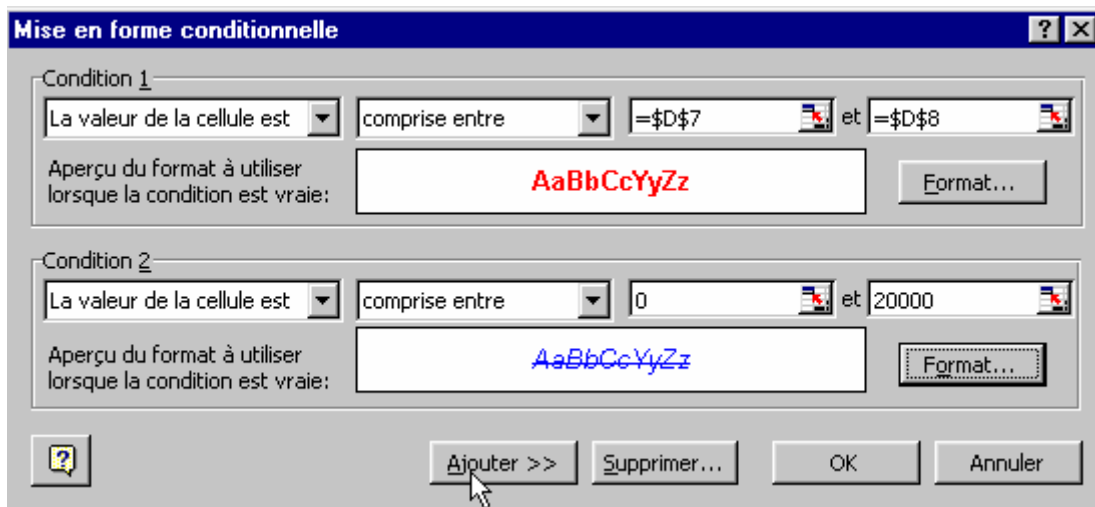 Mise en forme conditionnelle
Condition 1
La valeur de la cellule est comprise entre =$D$7 et =$D$8
Aperçu du format à utiliser
lorsque la condition est vraie:
AaBbCcYyZz
Format...
Condition 2
La valeur de la cellule est comprise entre 0 et 20000
Aperçu du format à utiliser
lorsque la condition est vraie:
AaBbCcYyZz
Format...
Ajouter >> Supprimer... OK Annuler